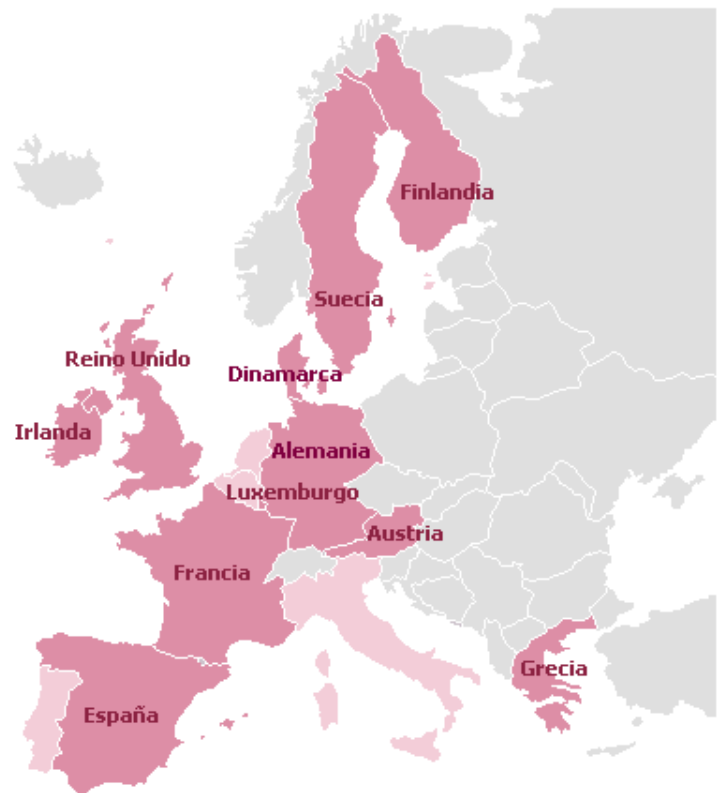 Finlandia
Suecia
Reino Unido
Dinamarca
Irlanda
Alemania
Luxemburgo
Austria
Francia
Grecia
España